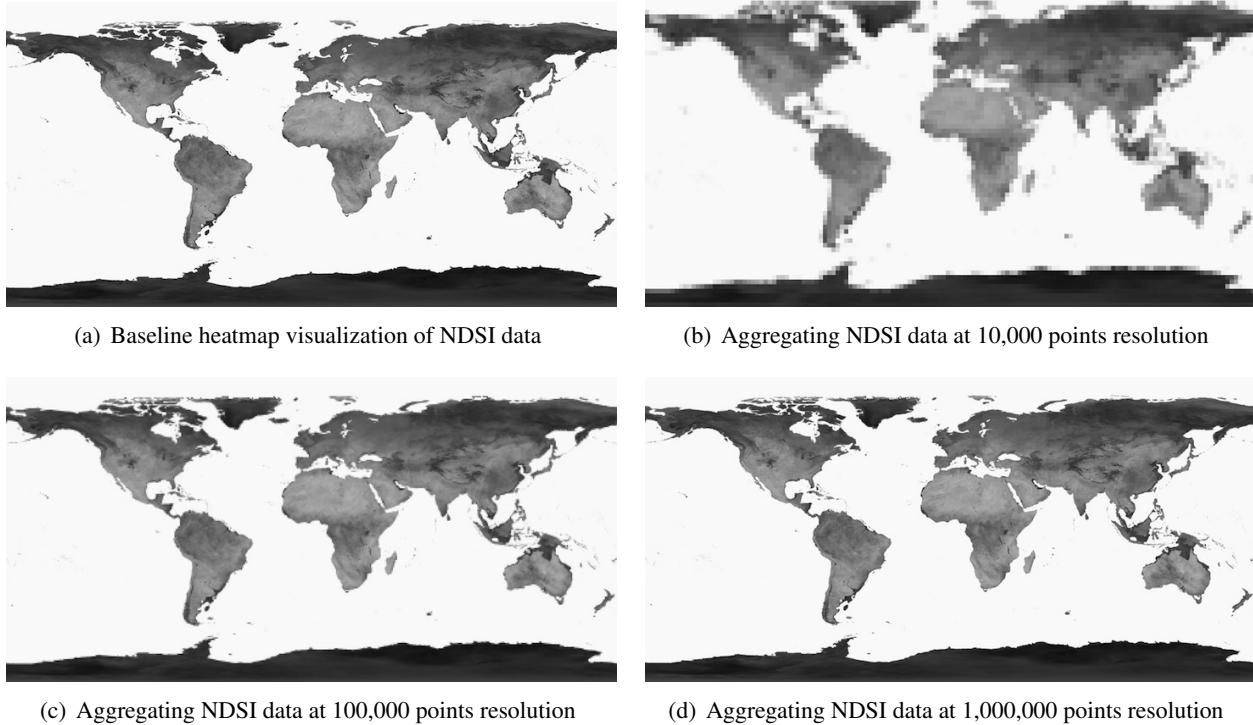 (a) Baseline heatmap visualization of NDSI data
(b) Aggregating NDSI data at 10,000 points resolution
(c) Aggregating NDSI data at 100,000 points resolution
(d) Aggregating NDSI data at 1,000,000 points resolution